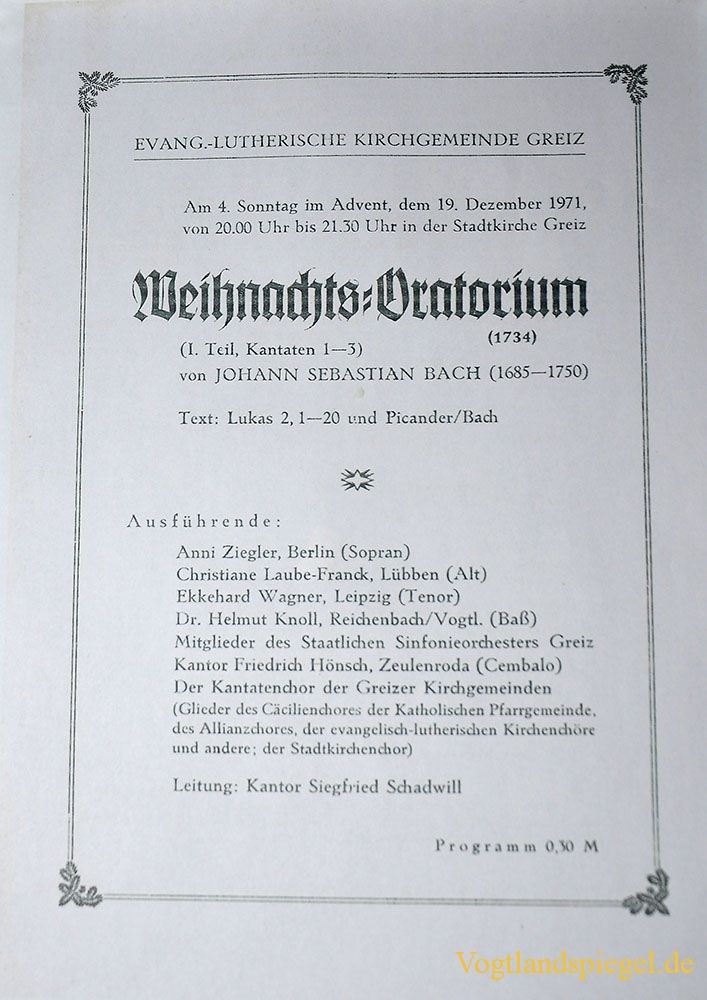 EVANG.-LUTHERISCHE KIRCHGEMEINDE GREIZ
Am 4. Sonntag im Advent, dem 19. Dezember 1971,
von 20.00 Uhr bis 21.30 Uhr in der Stadtkirche Greiz
Weihnachts-Oratorium
(1734)
(I. Teil, Kantaten 1—3)
von JOHANN SEBASTIAN BACH (1685—1750)
Text: Lukas 2, 1—20 und Picander/Bach
Ausführende:
Anni Ziegler, Berlin (Sopran)
Christiane Laube-Franck, Lübben (Alt)
Ekkehard Wagner, Leipzig (Tenor)
Dr. Helmut Knoll, Reichenbach/Vogtl. (Baß)
Mitglieder des Staatlichen Sinfonieorchesters Greiz
Kantor Friedrich Hönsch, Zeulenroda (Cembalo)
Der Kantatenchor der Greizer Kirchgemeinden
(Glieder des Cäcilienchores der Katholischen Pfarrgemeinde,
des Allianzchores, der evangelisch-lutherischen Kirchenchöre
und andere; der Stadtkirchenchor)
Leitung: Kantor Siegfried Schadwill
Programm 0,30 M
Vogtlandspiegel.de